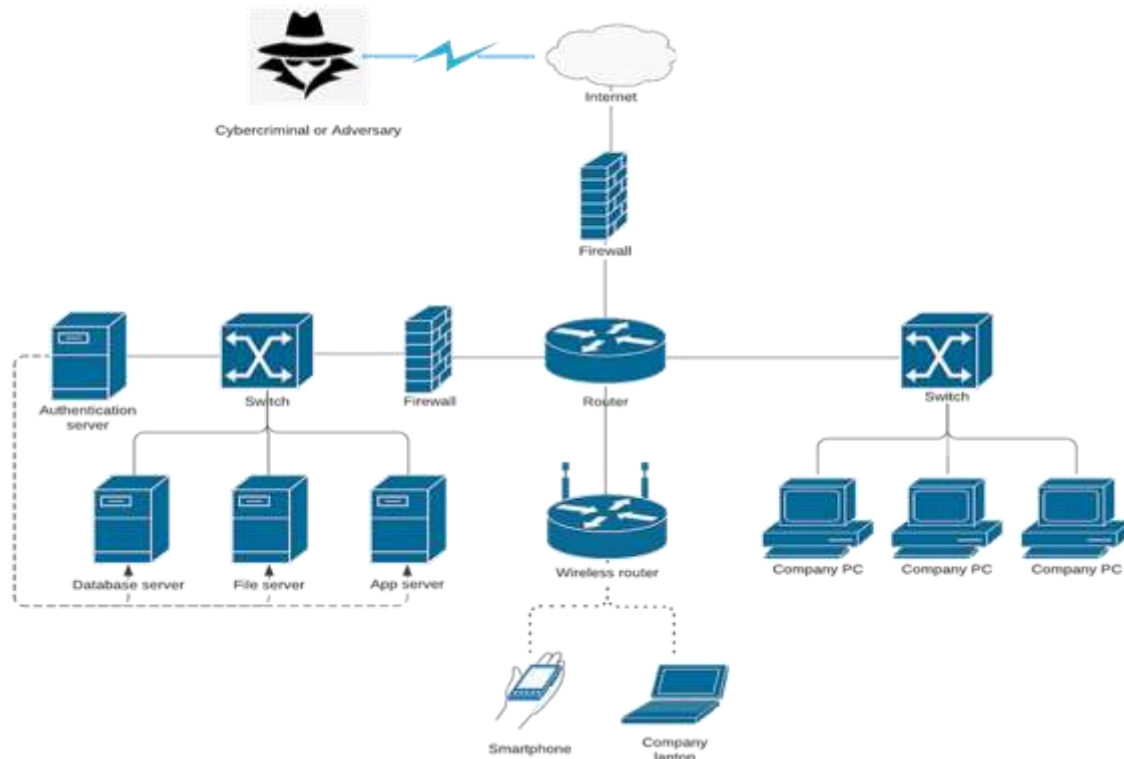 Internet
Cybercriminal or Adversary
Firewall
Authentication
server
Switch
Firewall
Router
Switch
Database server
File server
App server
Wireless router
Company PC
Company PC
Company PC
Smartphone
Company
laptop